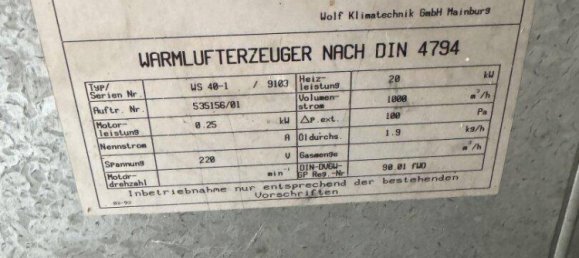 Wolf Klimatechnik GmbH Mainburg
WARMLUFTERZEUGER NACH DIN 4794
Typ/ Serien Nr. WS 40-1 / 9103 Heiz-leistung 20 kW
Auftr. Nr. 535156/01 Volumen-strom 1000 m³/h
Motor-leistung 0.25 kW ΔP.ext. 100 Pa
Nennstrom A Öldurchs. 1.9 kg/h
Spannung 220 V Gasmenge m³/h
Motor-drehzahl min⁻¹ DIN-DVGW-GP Reg.-Nr 90.01 FWO
Inbetriebnahme nur entsprechend der bestehenden
Vorschriften